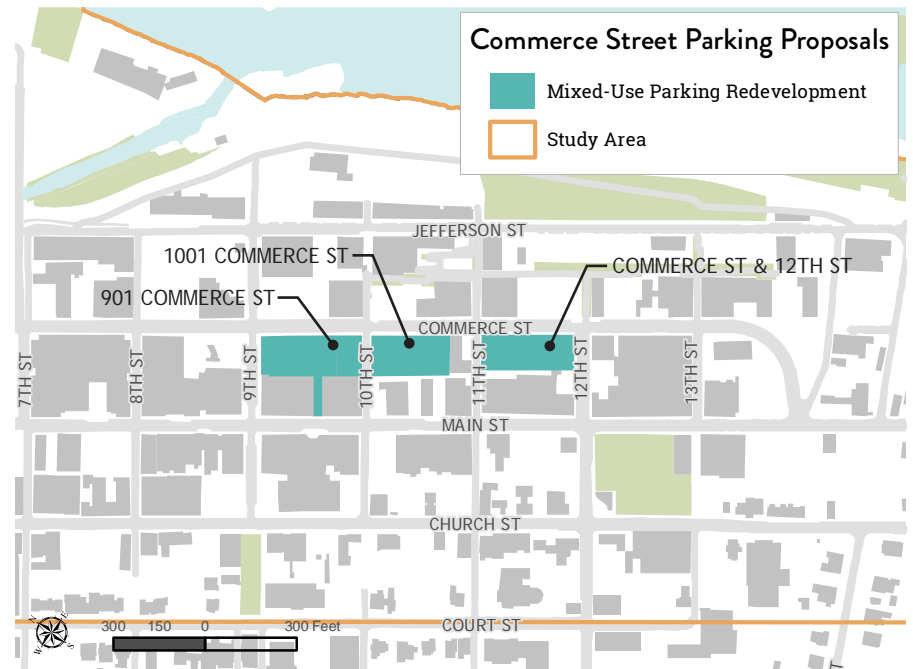 Commerce Street Parking Proposals
Mixed-Use Parking Redevelopment
Study Area
JEFFERSON ST
1001 COMMERCE ST
COMMERCE ST & 12TH ST
901 COMMERCE ST
COMMERCE ST
7TH ST
8TH ST
9TH ST
10TH ST
11TH ST
12TH ST
13TH ST
MAIN ST
CHURCH ST
N
E
W
S
300 150 0 300 Feet
COURT ST